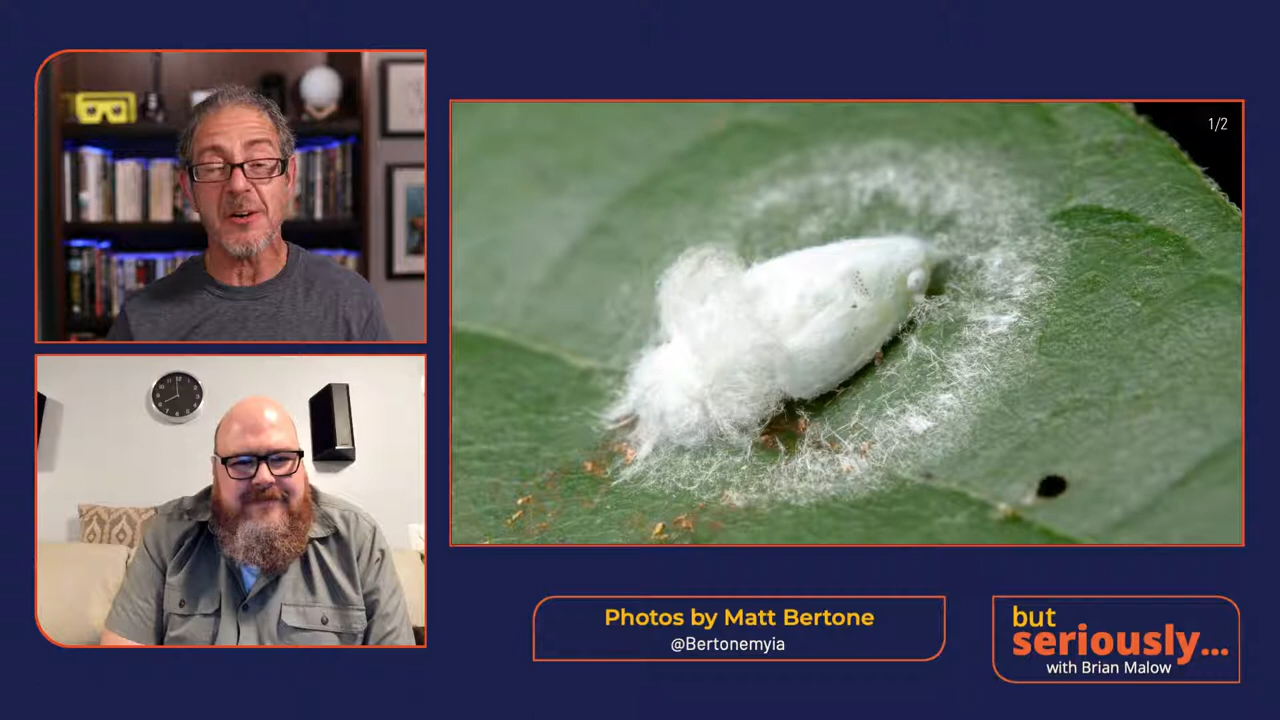 1/2
Photos by Matt Bertone
@Bertonemyia
but
seriously...
with Brian Malow